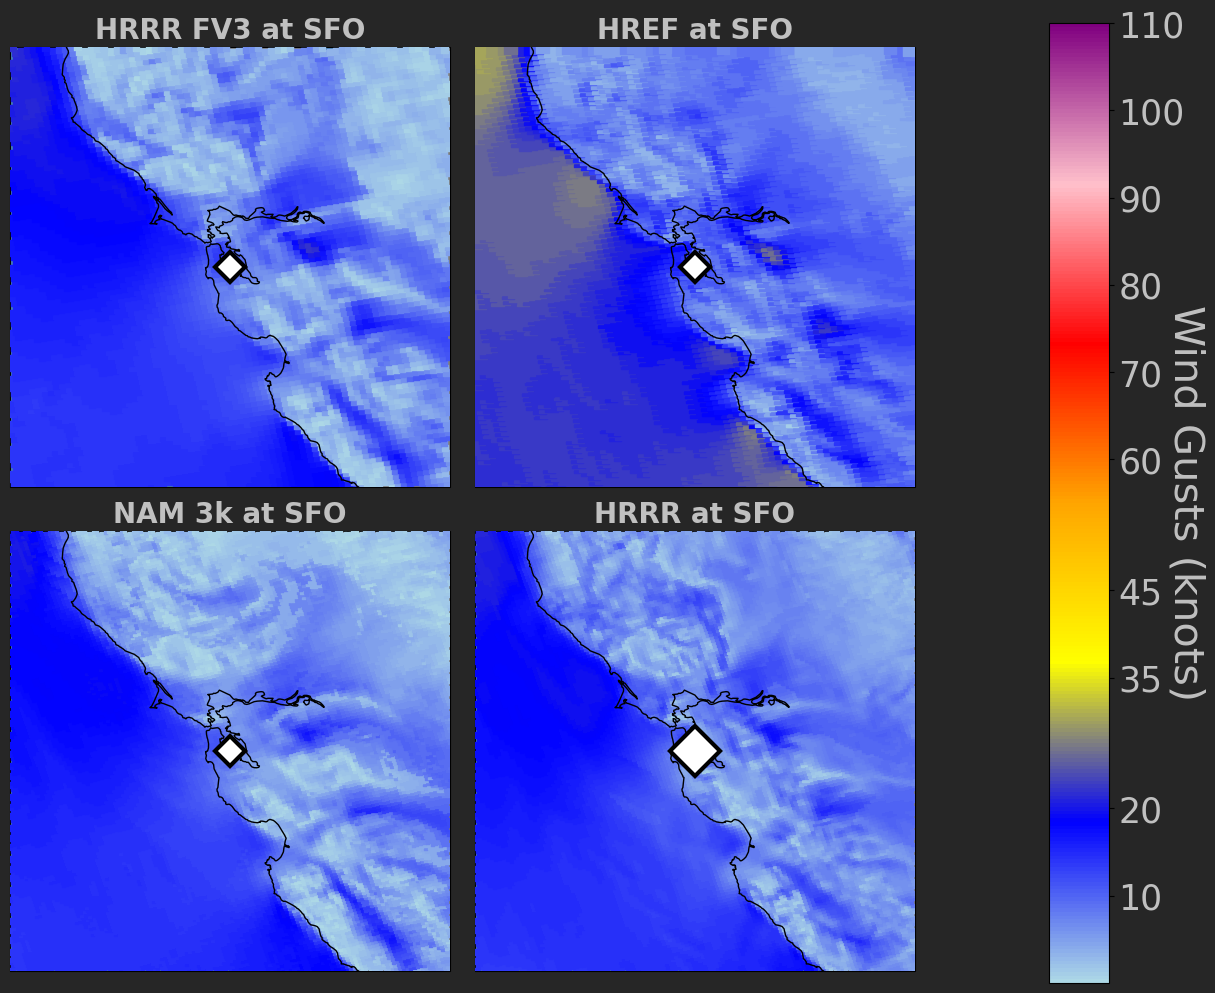 HRRR FV3 at SFO
HREF at SFO
NAM 3k at SFO
HRRR at SFO
110
100
90
80
70
60
45
35
20
10
Wind Gusts (knots)